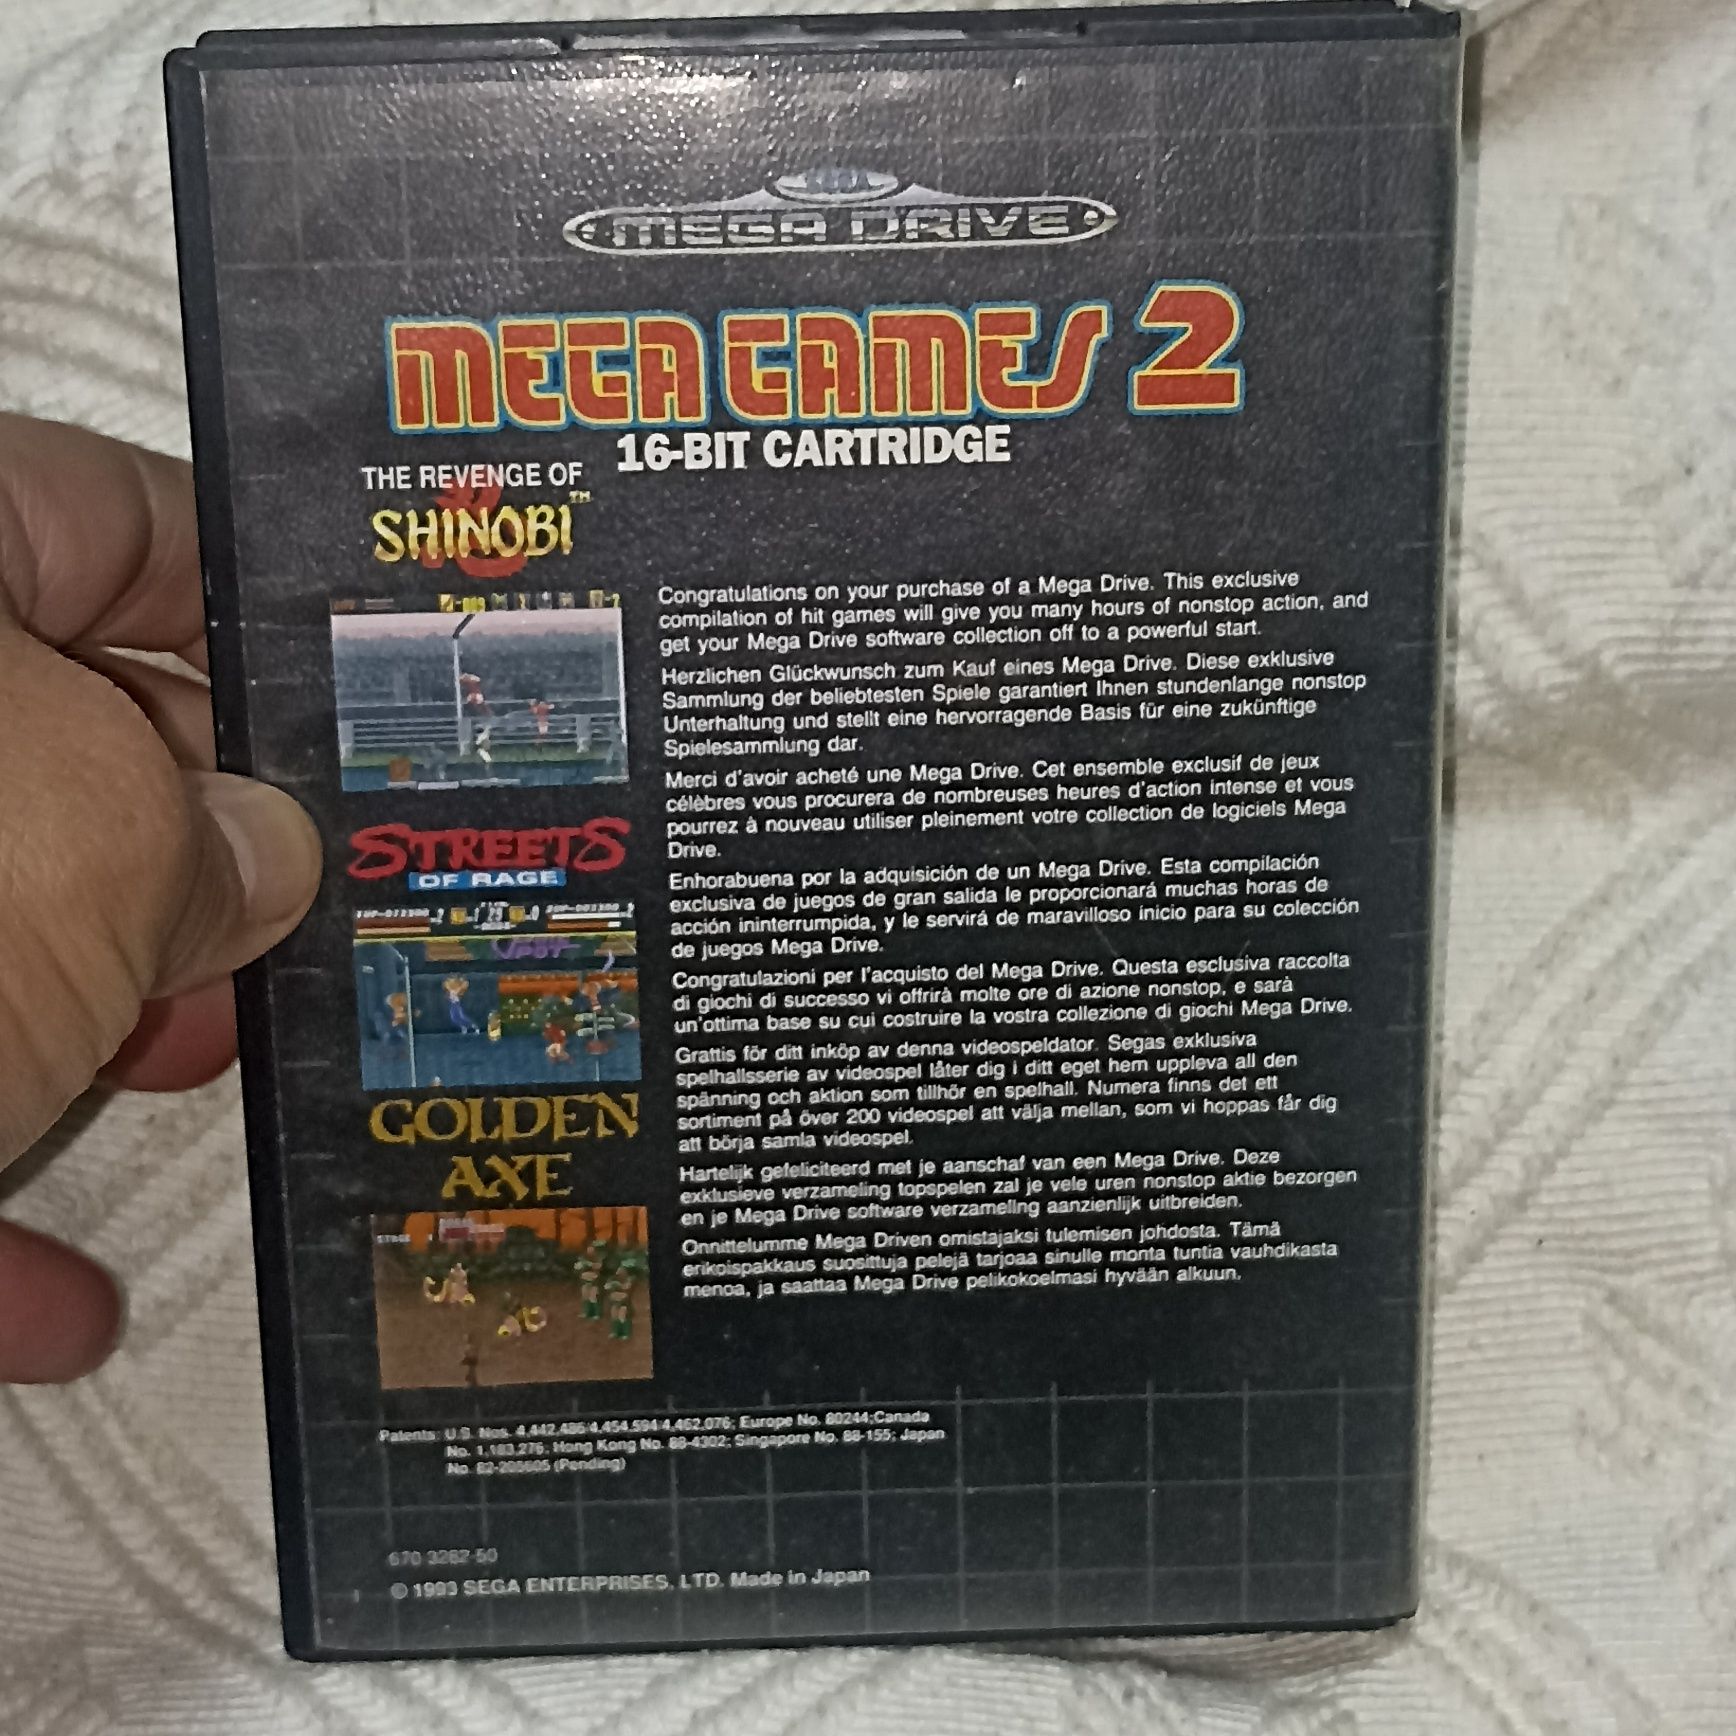 SEGA
MEGA DRIVE
MEGA GAMES 2
16-BIT CARTRIDGE
THE REVENGE OF
SHINOBI™
Congratulations on your purchase of a Mega Drive. This exclusive
compilation of hit games will give you many hours of nonstop action, and
get your Mega Drive software collection off to a powerful start.
Herzlichen Glückwunsch zum Kauf eines Mega Drive. Diese exklusive
Sammlung der beliebtesten Spiele garantiert Ihnen stundenlange nonstop
Unterhaltung und stellt eine hervorragende Basis für eine zukünftige
Spielesammlung dar.
Merci d'avoir acheté une Mega Drive. Cet ensemble exclusif de jeux
célèbres vous procurera de nombreuses heures d'action intense et vous
pourrez à nouveau utiliser pleinement votre collection de logiciels Mega
Drive.
Enhorabuena por la adquisición de un Mega Drive. Esta compilación
exclusiva de juegos de gran salida le proporcionará muchas horas de
acción ininterrumpida, y le servirá de maravilloso inicio para su colección
de juegos Mega Drive.
Congratulazioni per l'acquisto del Mega Drive. Questa esclusiva raccolta
di giochi di successo vi offrirà molte ore di azione nonstop, e sarà
un'ottima base su cui costruire la vostra collezione di giochi Mega Drive.
Grattis för ditt inköp av denna videospeldator. Segas exklusiva
spelhallsserie av videospel låter dig i ditt eget hem uppleva all den
spänning och aktion som tillhör en spelhall. Numera finns det ett
sortiment på över 200 videospel att välja mellan, som vi hoppas får dig
att börja samla videospel.
Hartelijk gefeliciteerd met je aanschaf van een Mega Drive. Deze
exklusieve verzameling topspelen zal je vele uren nonstop aktie bezorgen
en je Mega Drive software verzameling aanzienlijk uitbreiden.
Onnittelumme Mega Driven omistajaksi tulemisen johdosta. Tämä
erikoispakkaus suosittuja pelejä tarjoaa sinulle monta tuntia vauhdikasta
menoa, ja saattaa Mega Drive pelikokoelmasi hyvään alkuun.
STREETS
OF RAGE
GOLDEN
AXE
Patents: U.S. Nos. 4,442,486/4,454,594/4,462,076; Europe No. 80244;Canada
No. 1,183,276; Hong Kong No. 88-4302; Singapore No. 88-155; Japan
No. 82-205605 (Pending)
670 3262-50
© 1993 SEGA ENTERPRISES, LTD. Made in Japan